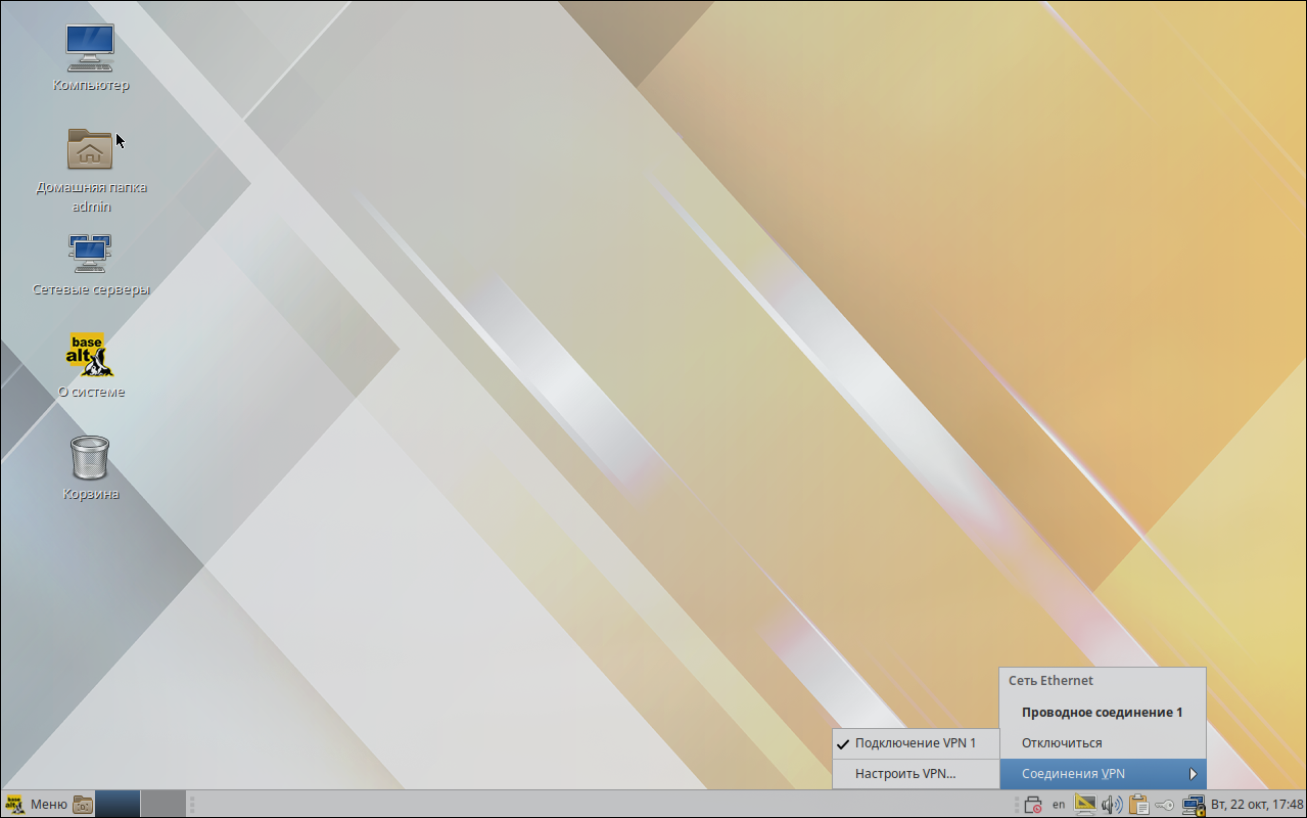 Компьютер
Домашняя папка
admin
Сетевые серверы
base
alt
О системе
Корзина
Сеть Ethernet
Проводное соединение 1
Отключиться
Соединения VPN
Подключение VPN 1
Настроить VPN...
Меню
en
Вт, 22 окт, 17:48